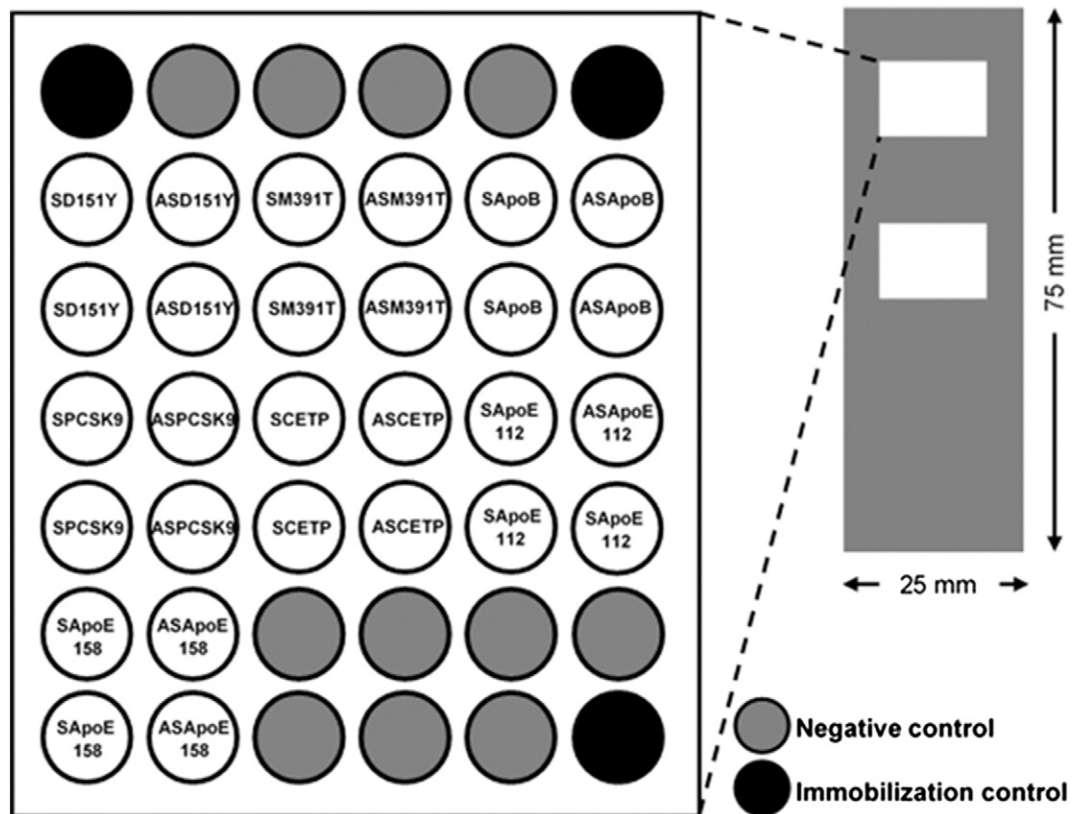 SD151Y ASD151Y SM391T ASM391T SApoB ASApoB
SD151Y ASD151Y SM391T ASM391T SApoB ASApoB
SPCSK9 ASPCSK9 SCETP ASCETP SApoE 112 ASApoE 112
SPCSK9 ASPCSK9 SCETP ASCETP SApoE 112 SApoE 112
SApoE 158 ASApoE 158
SApoE 158 ASApoE 158
75 mm
25 mm
Negative control
Immobilization control